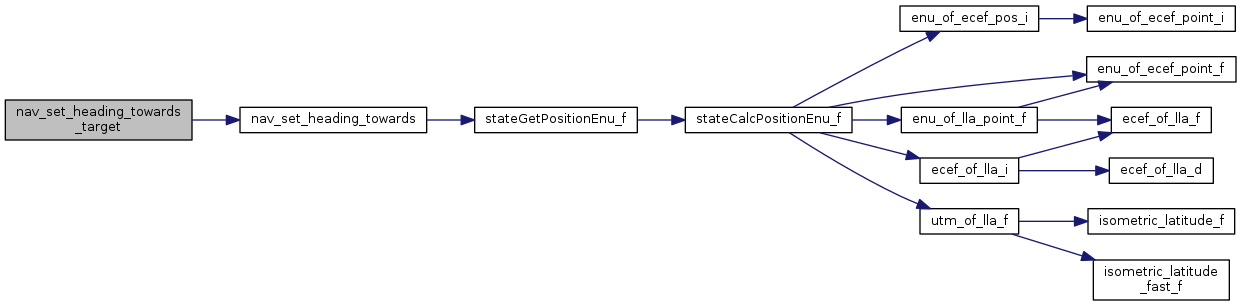 nav_set_heading_towards
_target
nav_set_heading_towards
stateGetPositionEnu_f
stateCalcPositionEnu_f
enu_of_ecef_pos_i
enu_of_ecef_point_i
enu_of_ecef_point_f
enu_of_lla_point_f
ecef_of_lla_f
ecef_of_lla_i
ecef_of_lla_d
utm_of_lla_f
isometric_latitude_f
isometric_latitude
_fast_f